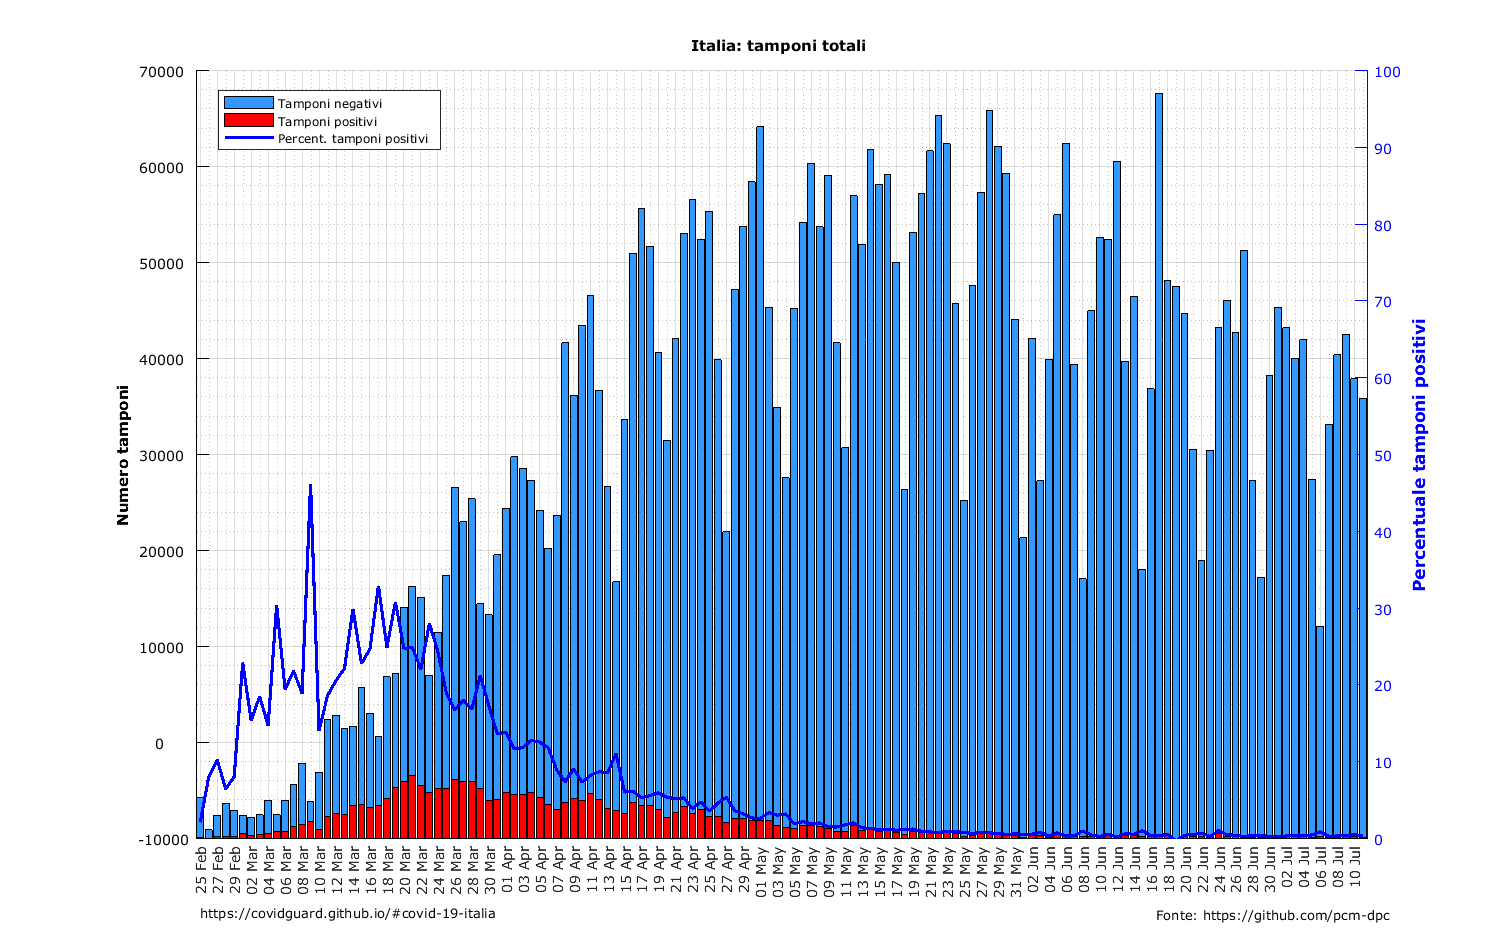 Italia: tamponi totali
70000
60000
50000
40000
30000
20000
10000
0
-10000
Numero tamponi
Tamponi negativi
Tamponi positivi
Percent. tamponi positivi
100
90
80
70
60
50
40
30
20
10
0
Percentuale tamponi positivi
25 Feb
27 Feb
29 Feb
02 Mar
04 Mar
06 Mar
08 Mar
10 Mar
12 Mar
14 Mar
16 Mar
18 Mar
20 Mar
22 Mar
24 Mar
26 Mar
28 Mar
30 Mar
01 Apr
03 Apr
05 Apr
07 Apr
09 Apr
11 Apr
13 Apr
15 Apr
17 Apr
19 Apr
21 Apr
23 Apr
25 Apr
27 Apr
29 Apr
01 May
03 May
05 May
07 May
09 May
11 May
13 May
15 May
17 May
19 May
21 May
23 May
25 May
27 May
29 May
31 May
02 Jun
04 Jun
06 Jun
08 Jun
10 Jun
12 Jun
14 Jun
16 Jun
18 Jun
20 Jun
22 Jun
24 Jun
26 Jun
28 Jun
30 Jun
02 Jul
04 Jul
06 Jul
08 Jul
10 Jul
https://covidguard.github.io/#covid-19-italia
Fonte: https://github.com/pcm-dpc